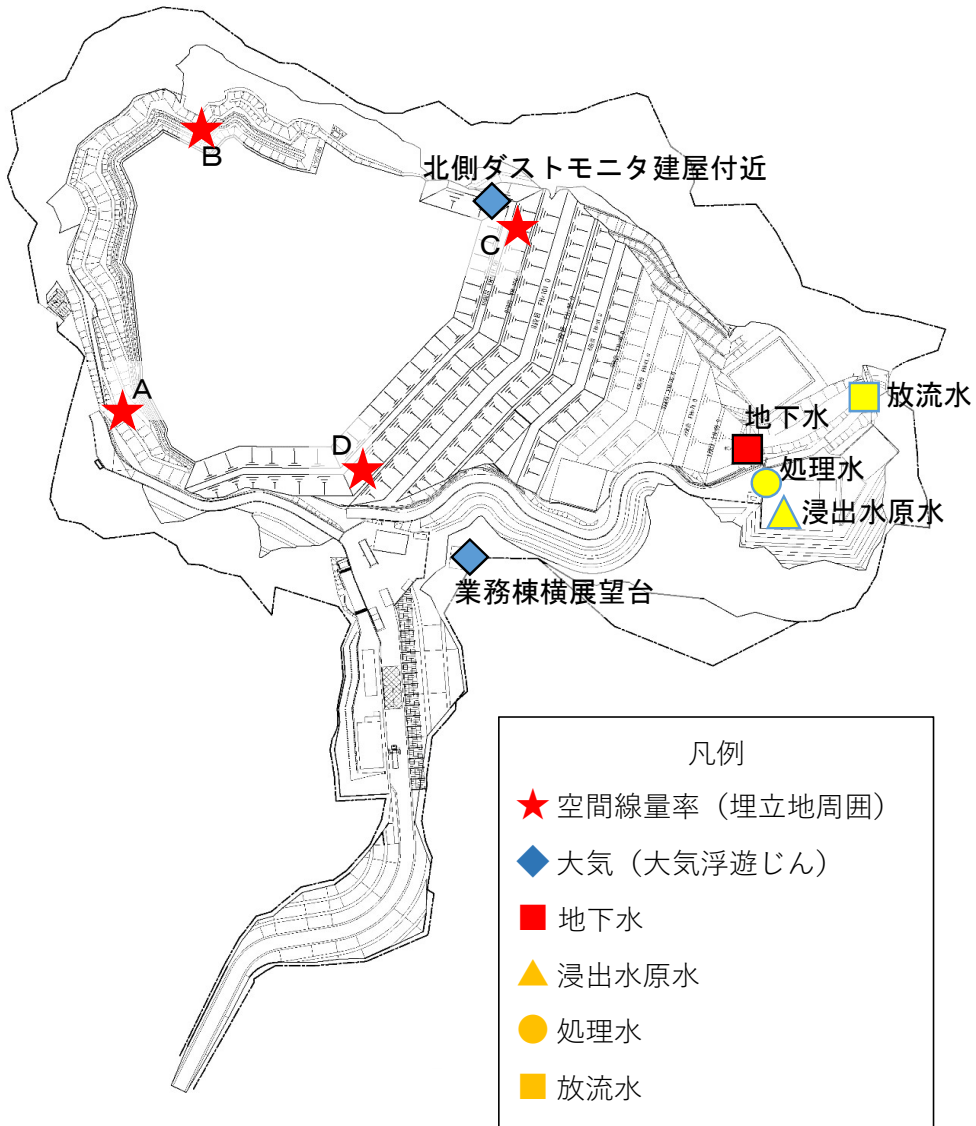 B
北側ダストモニタ建屋付近
C
A
放流水
地下水
D
処理水
浸出水原水
業務棟横展望台
凡例
空間線量率（埋立地周囲）
大気（大気浮遊じん）
地下水
浸出水原水
処理水
放流水